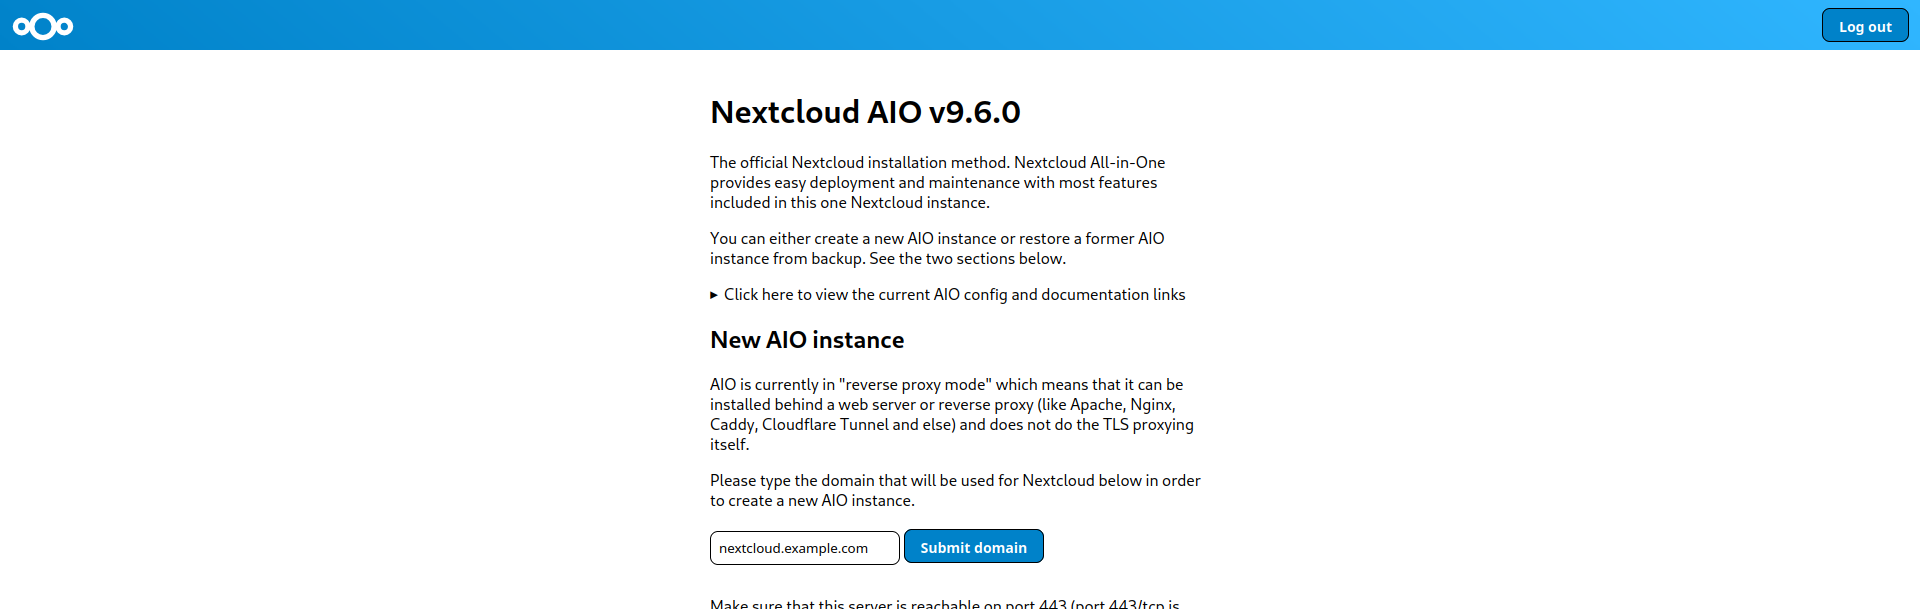 Log out
Nextcloud AIO v9.6.0
The official Nextcloud installation method. Nextcloud All-in-One
provides easy deployment and maintenance with most features
included in this one Nextcloud instance.
You can either create a new AIO instance or restore a former AIO
instance from backup. See the two sections below.
Click here to view the current AIO config and documentation links
New AIO instance
AIO is currently in "reverse proxy mode" which means that it can be
installed behind a web server or reverse proxy (like Apache, Nginx,
Caddy, Cloudflare Tunnel and else) and does not do the TLS proxying
itself.
Please type the domain that will be used for Nextcloud below in order
to create a new AIO instance.
nextcloud.example.com
Submit domain
Make sure that this server is reachable on port 443 (port 443/tcp is